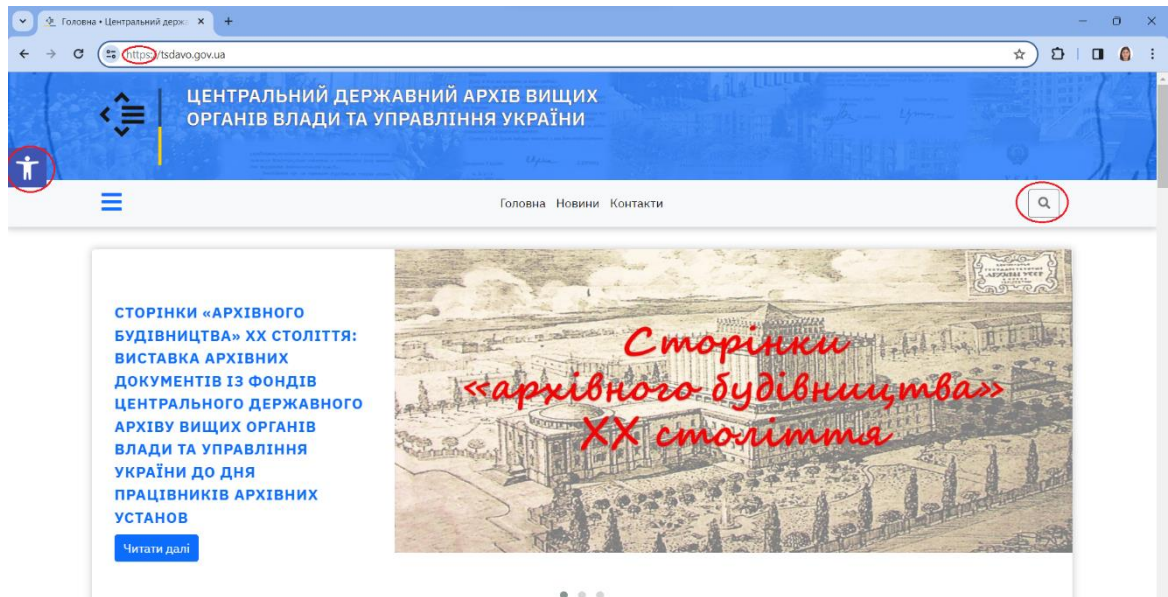 Головна • Центральний держ
https://tsdavo.gov.ua
ЦЕНТРАЛЬНИЙ ДЕРЖАВНИЙ АРХІВ ВИЩИХ
ОРГАНІВ ВЛАДИ ТА УПРАВЛІННЯ УКРАЇНИ
Головна Новини Контакти
СТОРІНКИ «АРХІВНОГО
БУДІВНИЦТВА» ХХ СТОЛІТТЯ:
ВИСТАВКА АРХІВНИХ
ДОКУМЕНТІВ ІЗ ФОНДІВ
ЦЕНТРАЛЬНОГО ДЕРЖАВНОГО
АРХІВУ ВИЩИХ ОРГАНІВ
ВЛАДИ ТА УПРАВЛІННЯ
УКРАЇНИ ДО ДНЯ
ПРАЦІВНИКІВ АРХІВНИХ
УСТАНОВ
Читати далі
Сторінки
«архівного будівництва»
ХХ століття